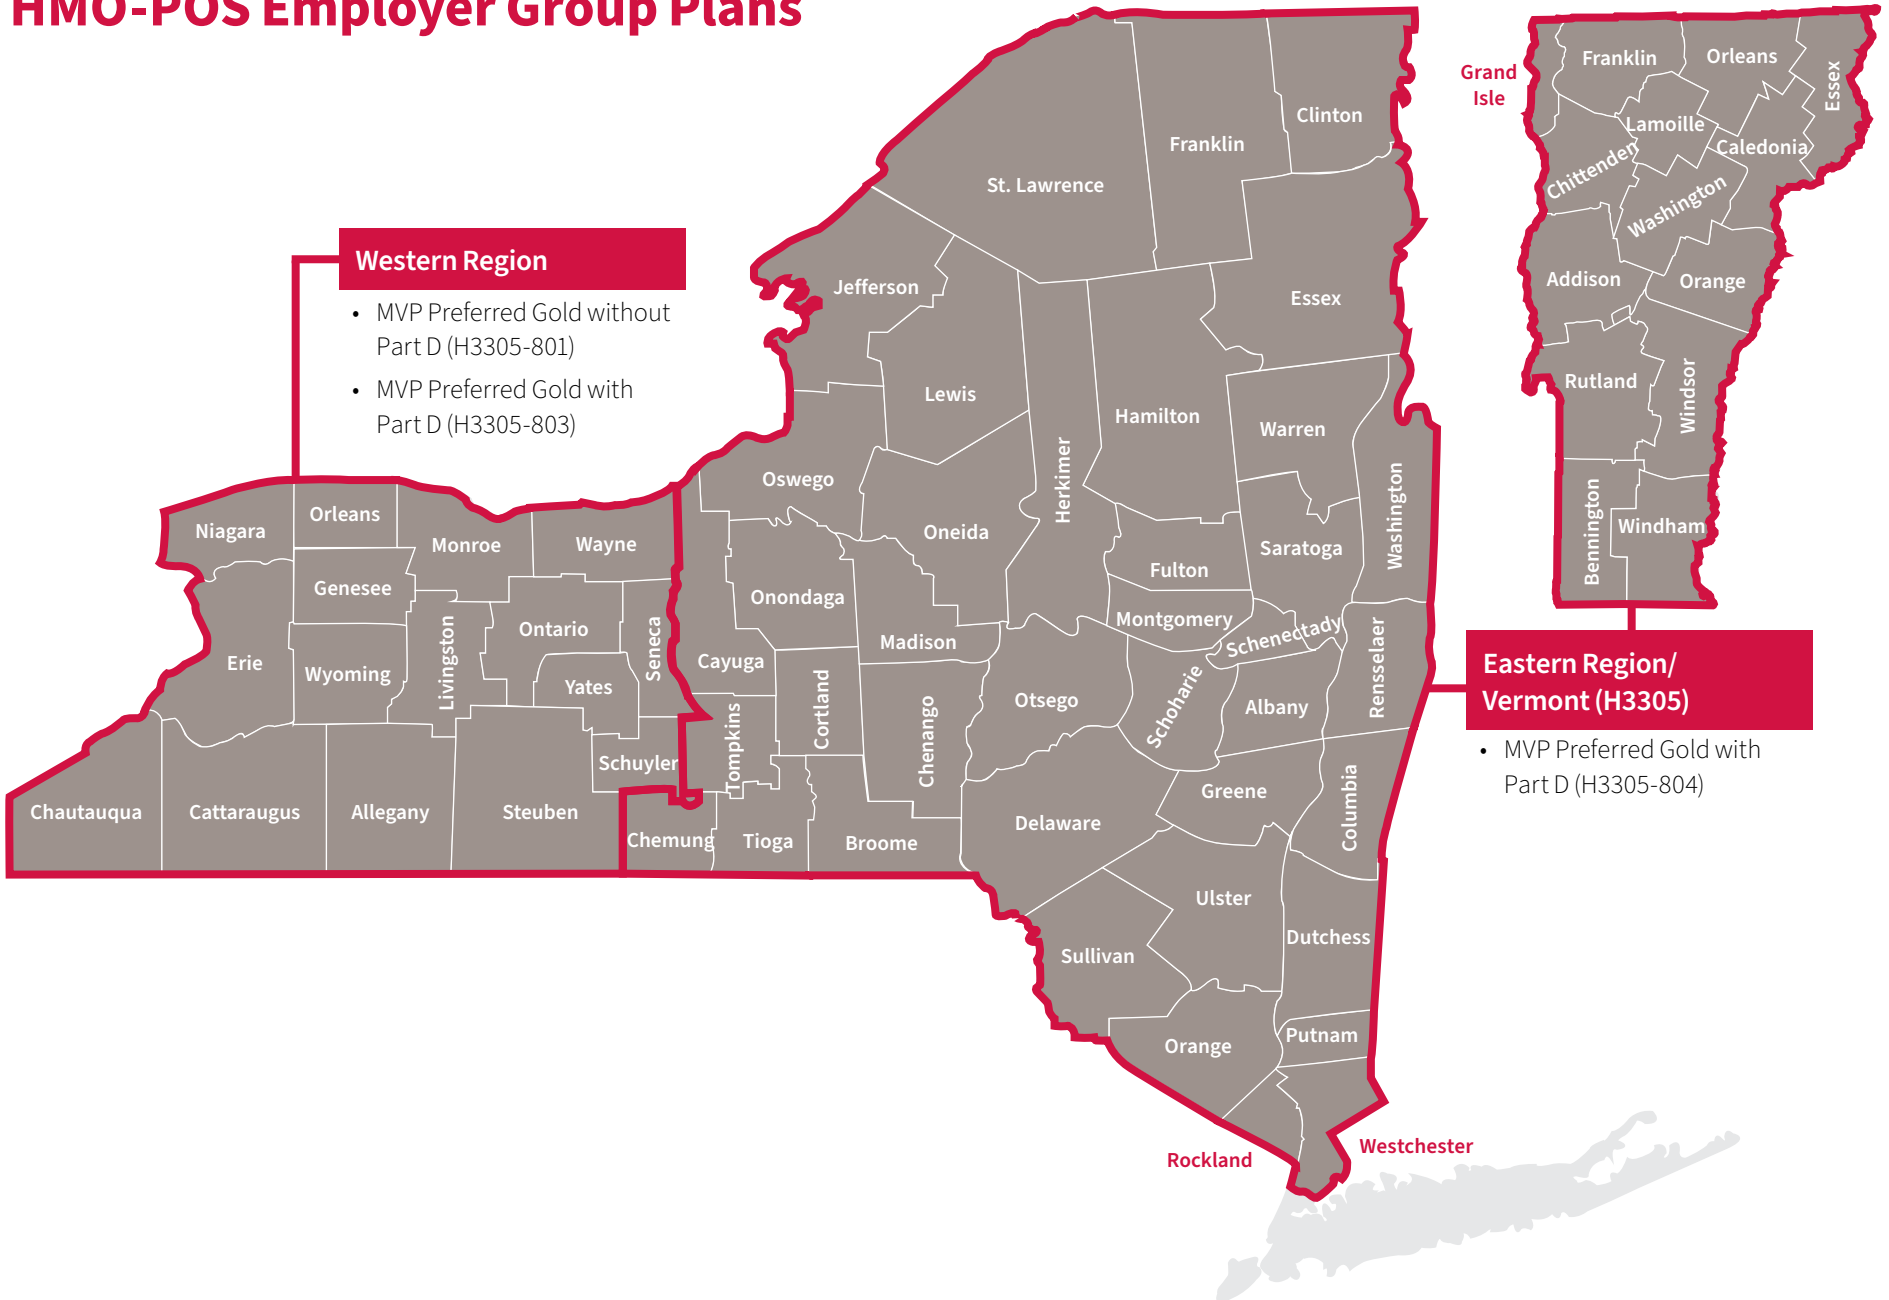 HMO-POS Employer Group Plans
Western Region
• MVP Preferred Gold without
Part D (H3305-801)
• MVP Preferred Gold with
Part D (H3305-803)
Niagara
Orleans
Monroe
Wayne
Genesee
Erie
Wyoming
Livingston
Ontario
Seneca
Yates
Schuyler
Chautauqua
Cattaraugus
Allegany
Steuben
Clinton
Franklin
St. Lawrence
Jefferson
Essex
Lewis
Hamilton
Warren
Herkimer
Oswego
Washington
Oneida
Saratoga
Fulton
Onondaga
Montgomery
Schenectady
Madison
Cayuga
Rensselaer
Cortland
Otsego
Schoharie
Albany
Chenango
Tompkins
Greene
Columbia
Delaware
Chemung
Tioga
Broome
Ulster
Dutchess
Sullivan
Putnam
Orange
Rockland
Westchester
Grand
Isle
Franklin
Orleans
Essex
Lamoille
Caledonia
Chittenden
Washington
Addison
Orange
Rutland
Windsor
Bennington
Windham
Eastern Region/
Vermont (H3305)
• MVP Preferred Gold with
Part D (H3305-804)